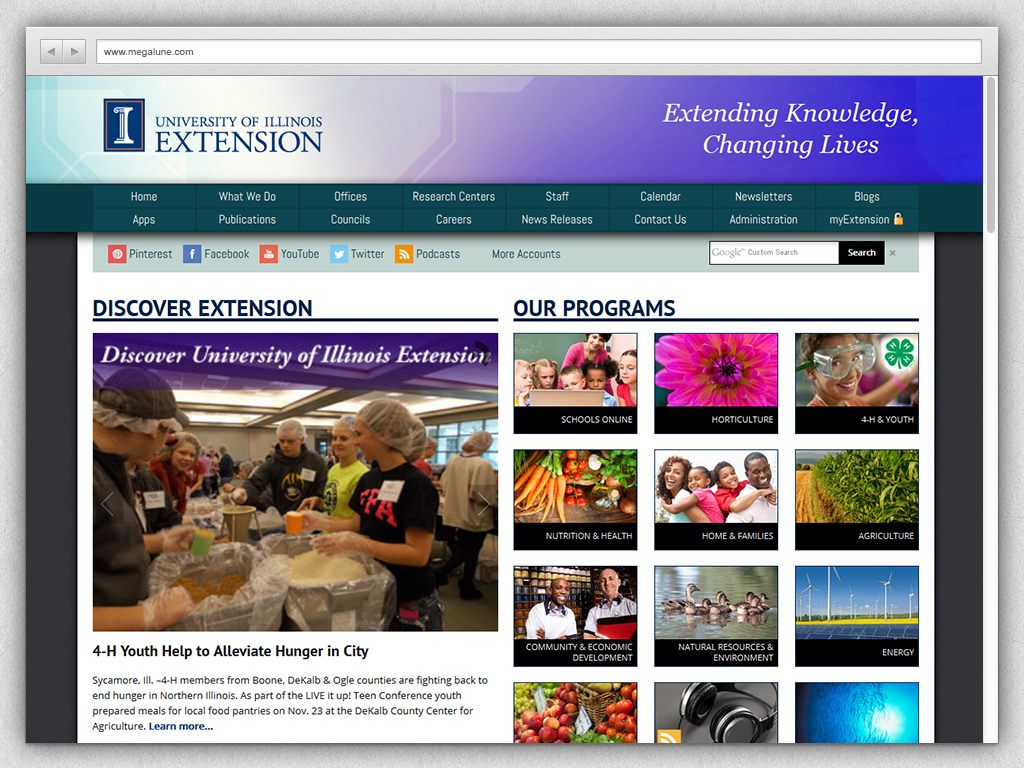 www.megalune.com
I
UNIVERSITY OF ILLINOIS
EXTENSION
Extending Knowledge,
Changing Lives
Home What We Do Offices Research Centers Staff Calendar Newsletters Blogs
Apps Publications Councils Careers News Releases Contact Us Administration myExtension
Pinterest Facebook YouTube Twitter Podcasts More Accounts Google™ Custom Search Search ×
DISCOVER EXTENSION
Discover University of Illinois Extension
4-H Youth Help to Alleviate Hunger in City
Sycamore, Ill. –4-H members from Boone, DeKalb & Ogle counties are fighting back to
end hunger in Northern Illinois. As part of the LIVE it up! Teen Conference youth
prepared meals for local food pantries on Nov. 23 at the DeKalb County Center for
Agriculture. Learn more...
OUR PROGRAMS
SCHOOLS ONLINE HORTICULTURE 4-H & YOUTH
NUTRITION & HEALTH HOME & FAMILIES AGRICULTURE
COMMUNITY & ECONOMIC
DEVELOPMENT
NATURAL RESOURCES &
ENVIRONMENT
ENERGY